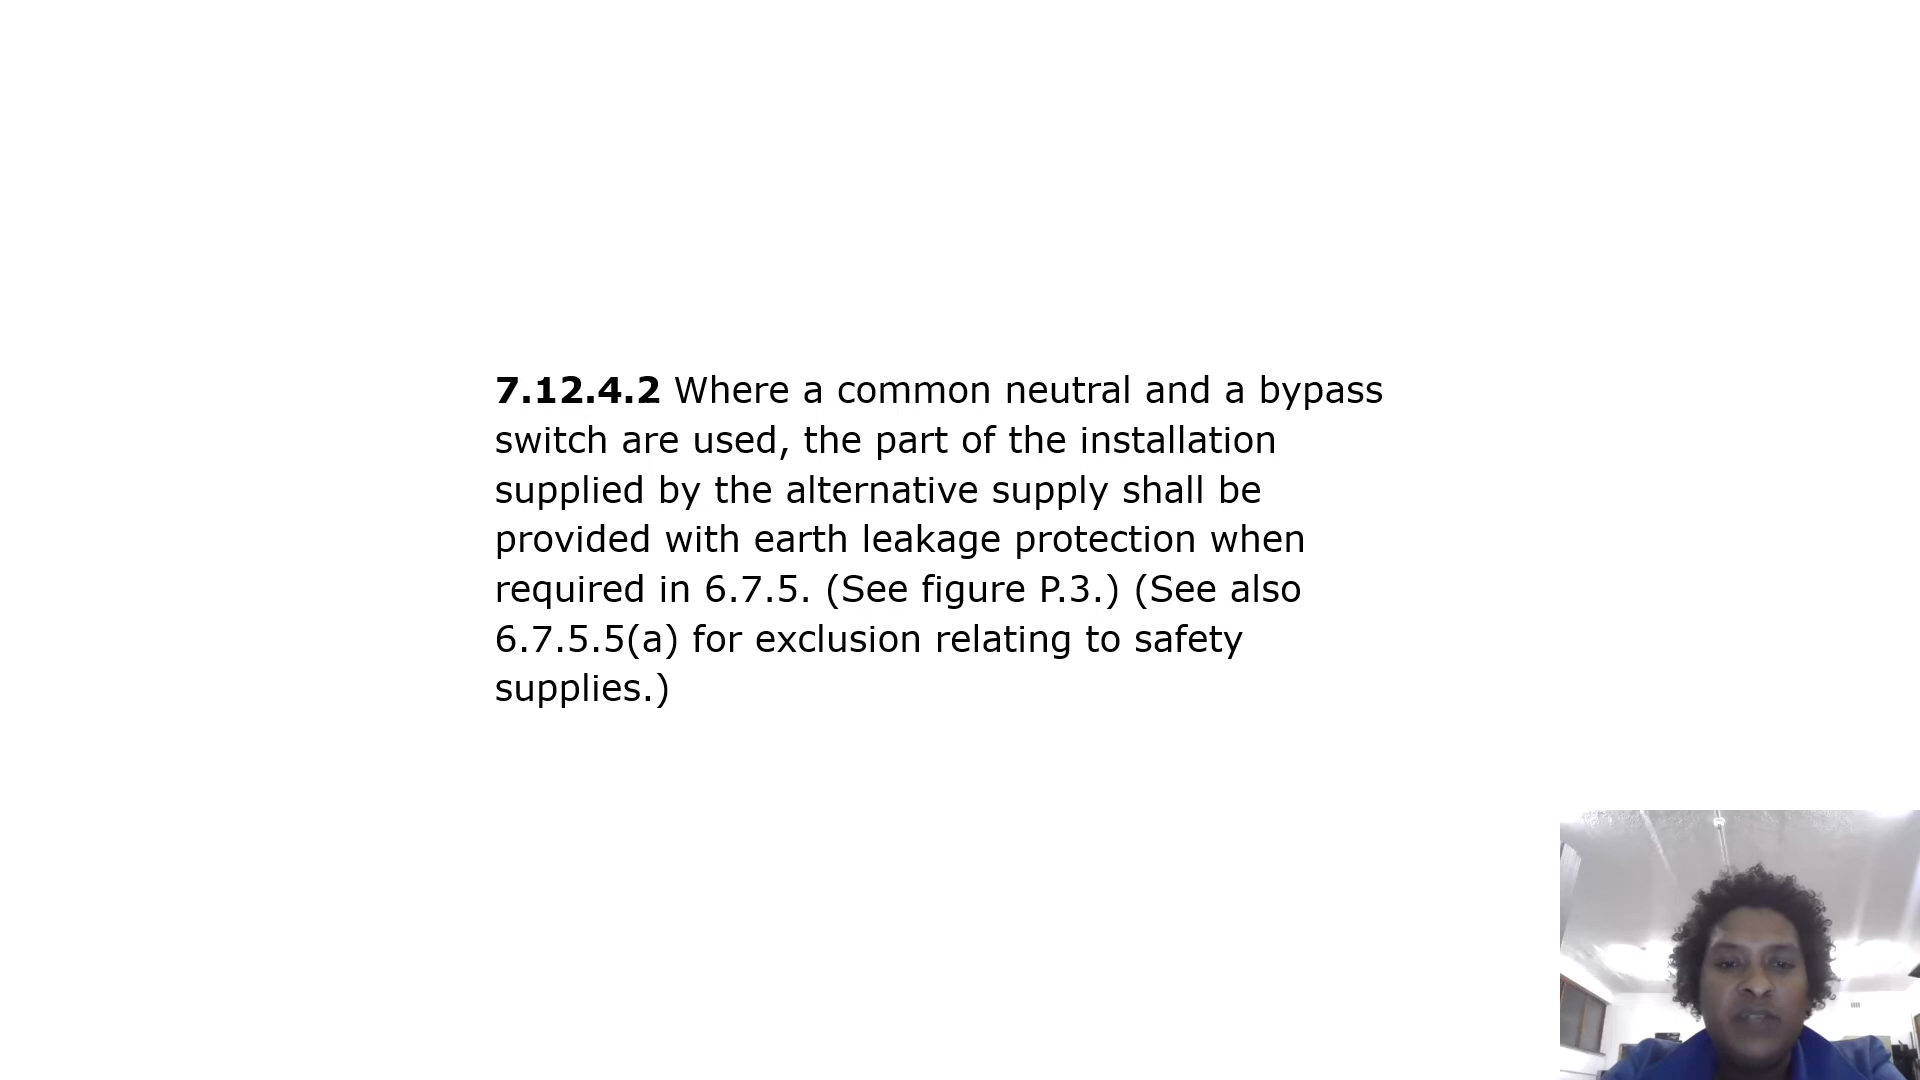 7.12.4.2 Where a common neutral and a bypass
switch are used, the part of the installation
supplied by the alternative supply shall be
provided with earth leakage protection when
required in 6.7.5. (See figure P.3.) (See also
6.7.5.5(a) for exclusion relating to safety
supplies.)